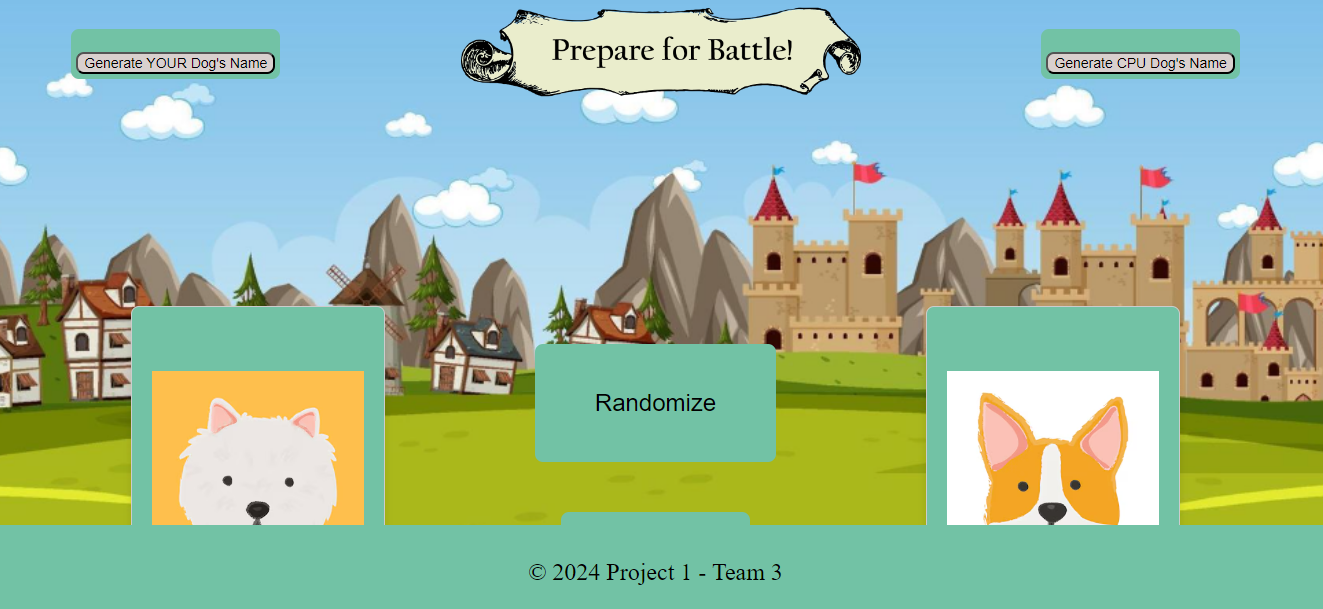 Prepare for Battle!
Generate YOUR Dog's Name
Generate CPU Dog's Name
Randomize
© 2024 Project 1 - Team 3